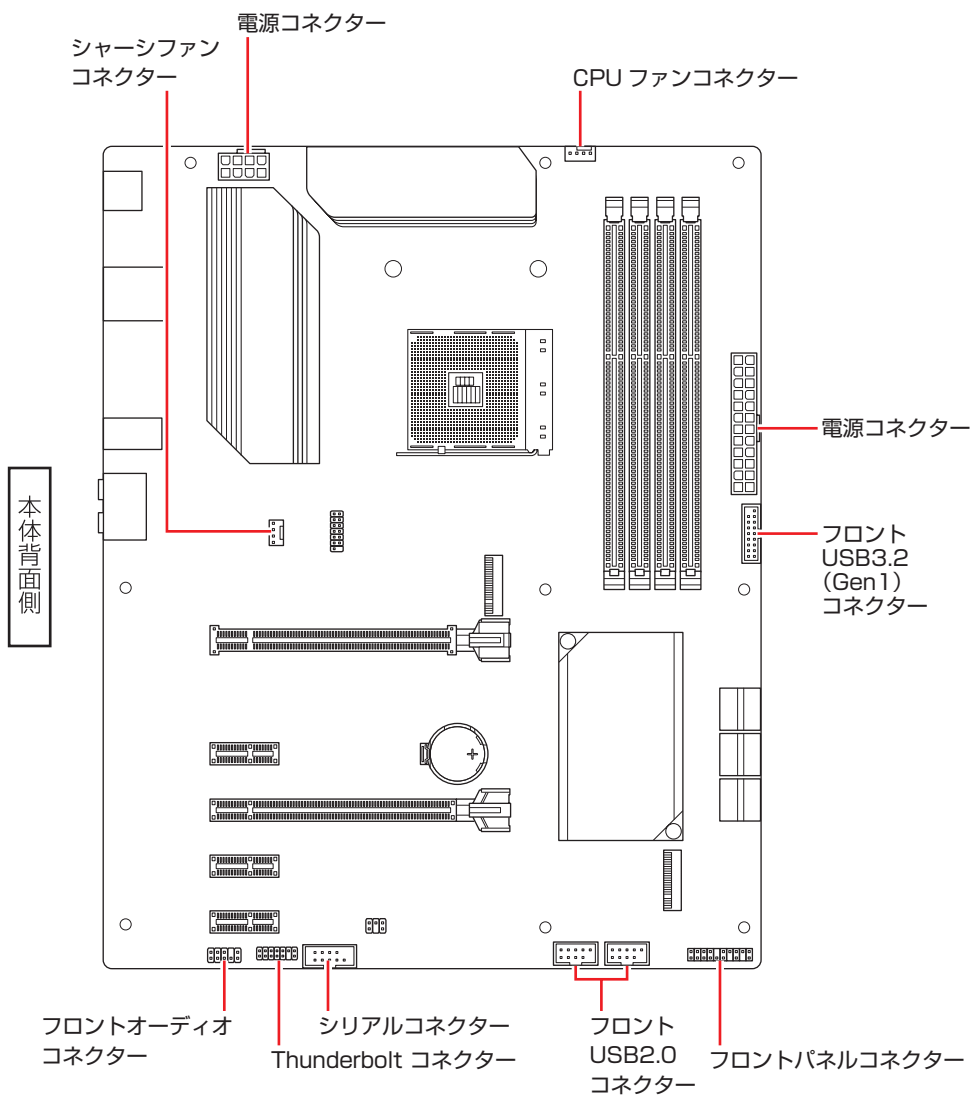 電源コネクター
シャーシファン
コネクター
CPU ファンコネクター
電源コネクター
本体背面側
フロント
USB3.2
(Gen1)
コネクター
フロントオーディオ
コネクター
シリアルコネクター
Thunderbolt コネクター
フロント
USB2.0
コネクター
フロントパネルコネクター